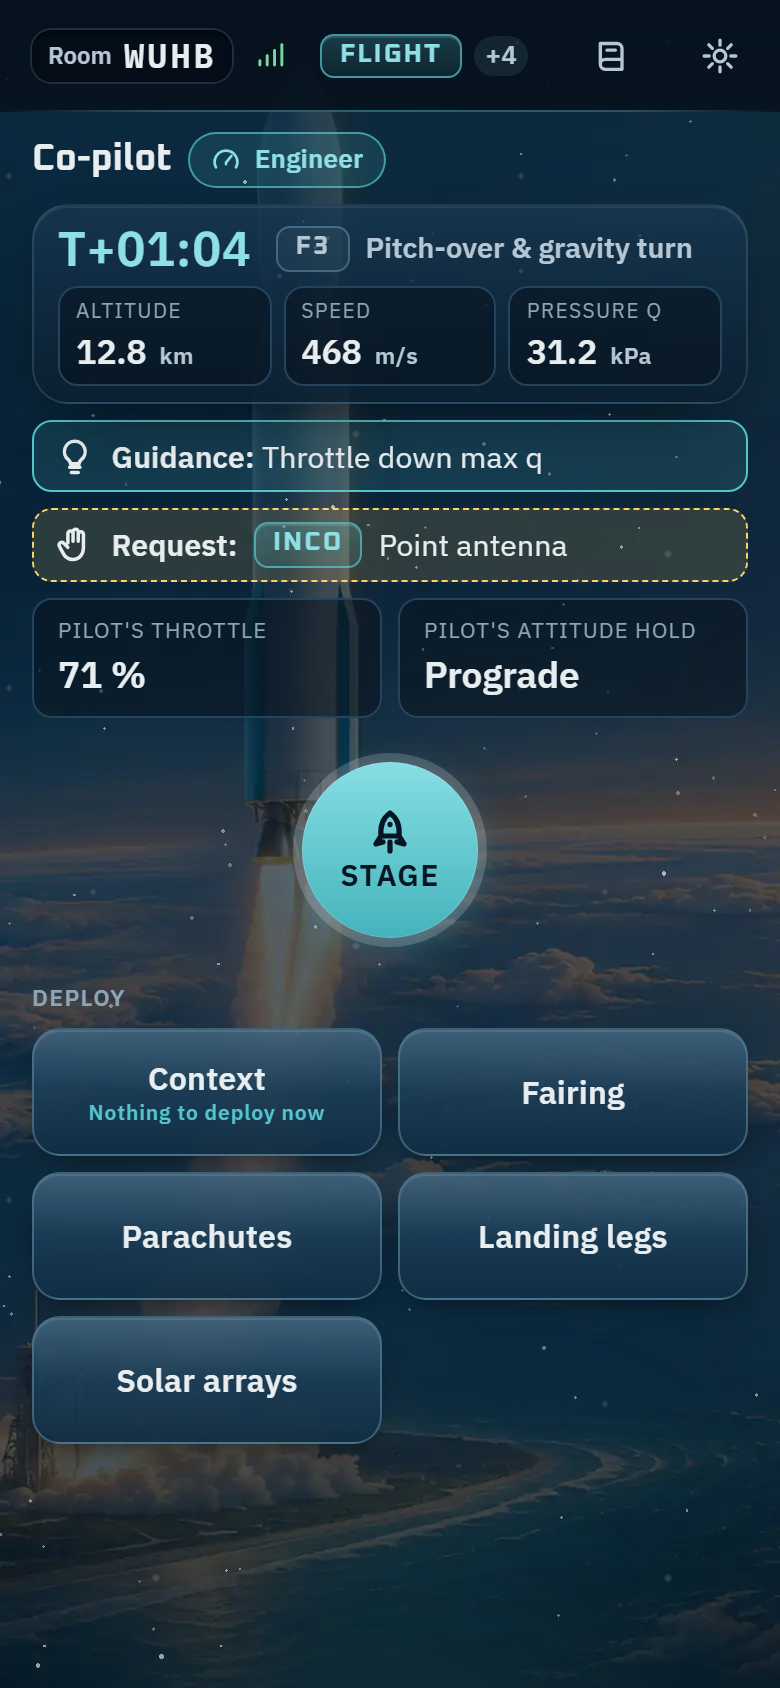 Room WUHB FLIGHT +4
Co-pilot Engineer
T+01:04 F3 Pitch-over & gravity turn
ALTITUDE SPEED PRESSURE Q
12.8 km 468 m/s 31.2 kPa
Guidance: Throttle down max q
Request: INCO Point antenna
PILOT'S THROTTLE PILOT'S ATTITUDE HOLD
71 % Prograde
STAGE
DEPLOY
Context
Nothing to deploy now
Fairing
Parachutes Landing legs
Solar arrays